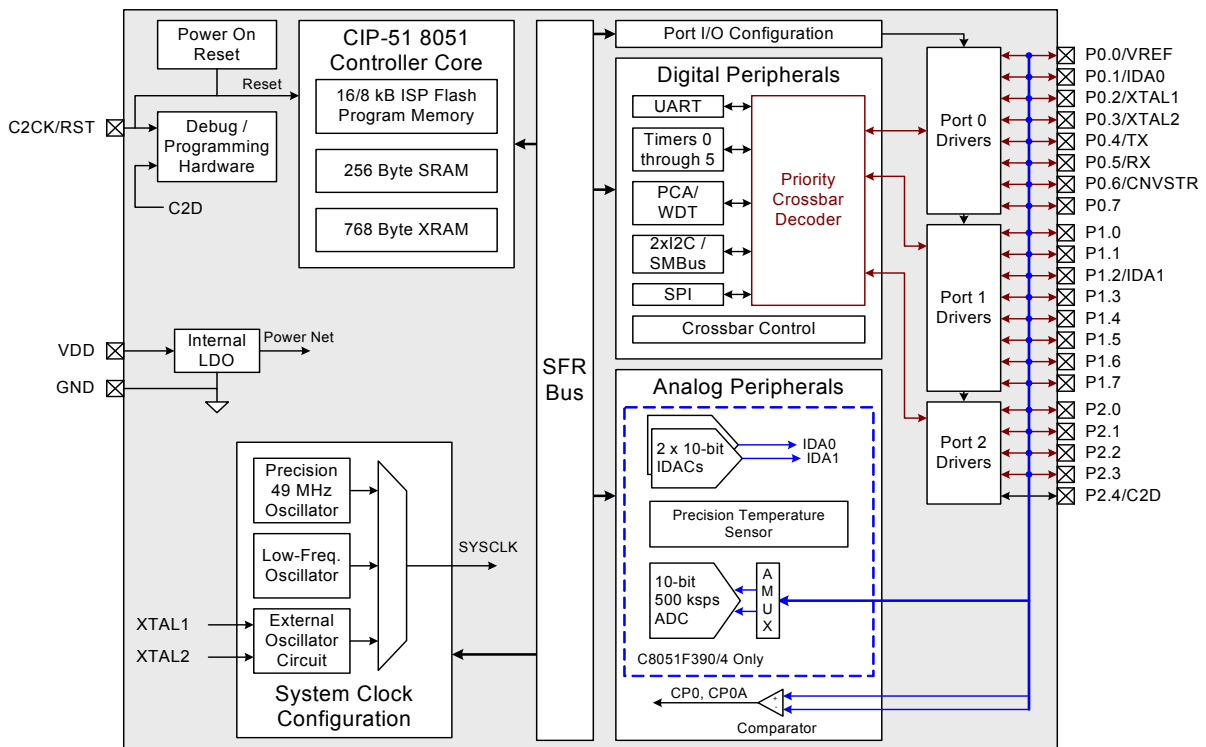 Power On
Reset
Reset
C2CK/RST
Debug /
Programming
Hardware
C2D
CIP-51 8051
Controller Core
16/8 kB ISP Flash
Program Memory
256 Byte SRAM
768 Byte XRAM
VDD
GND
Internal
LDO
Power Net
Precision
49 MHz
Oscillator
Low-Freq.
Oscillator
External
Oscillator
Circuit
XTAL1
XTAL2
SYSCLK
System Clock
Configuration
SFR
Bus
Port I/O Configuration
Digital Peripherals
UART
Timers 0
through 5
PCA/
WDT
2xI2C /
SMBus
SPI
Priority
Crossbar
Decoder
Crossbar Control
Analog Peripherals
2 x 10-bit
IDACs
IDA0
IDA1
Precision Temperature
Sensor
10-bit
500 ksps
ADC
A
M
U
X
C8051F390/4 Only
CP0, CP0A
+
-
Comparator
Port 0
Drivers
Port 1
Drivers
Port 2
Drivers
P0.0/VREF
P0.1/IDA0
P0.2/XTAL1
P0.3/XTAL2
P0.4/TX
P0.5/RX
P0.6/CNVSTR
P0.7
P1.0
P1.1
P1.2/IDA1
P1.3
P1.4
P1.5
P1.6
P1.7
P2.0
P2.1
P2.2
P2.3
P2.4/C2D